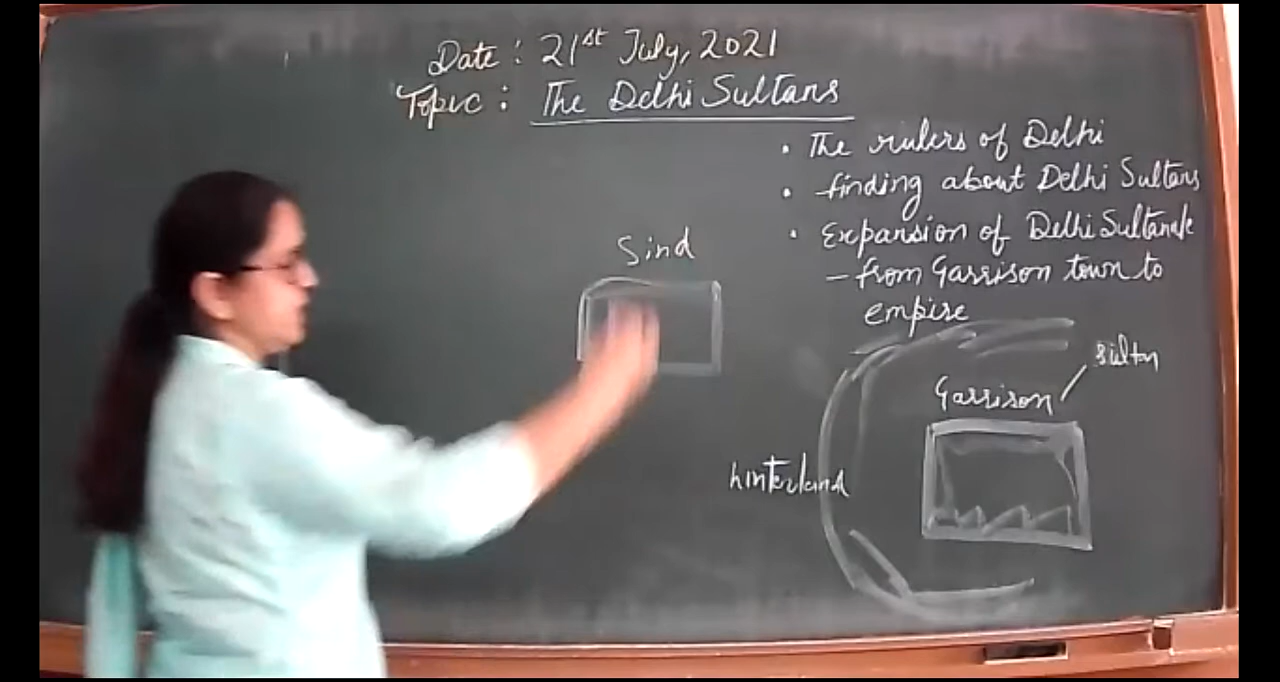 Date : 21st July, 2021
Topic : The Delhi Sultans
• The rulers of Delhi
• finding about Delhi Sultans
• Expansion of Delhi Sultanate
– from Garrison town to
empire
Sind
Garrison
Sultan
hinterland